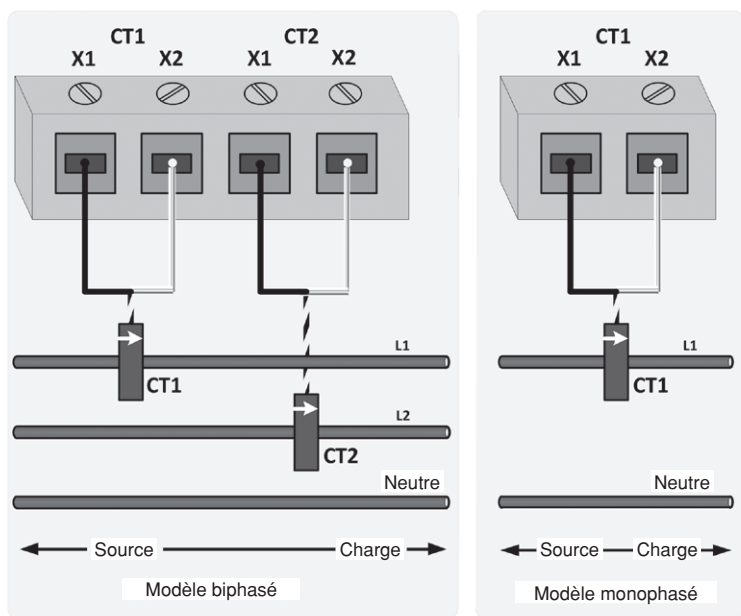 CT1 CT2
X1 X2 X1 X2
L1
CT1
L2
CT2
Neutre
Source Charge
Modèle biphasé
CT1
X1 X2
L1
CT1
Neutre
Source Charge
Modèle monophasé